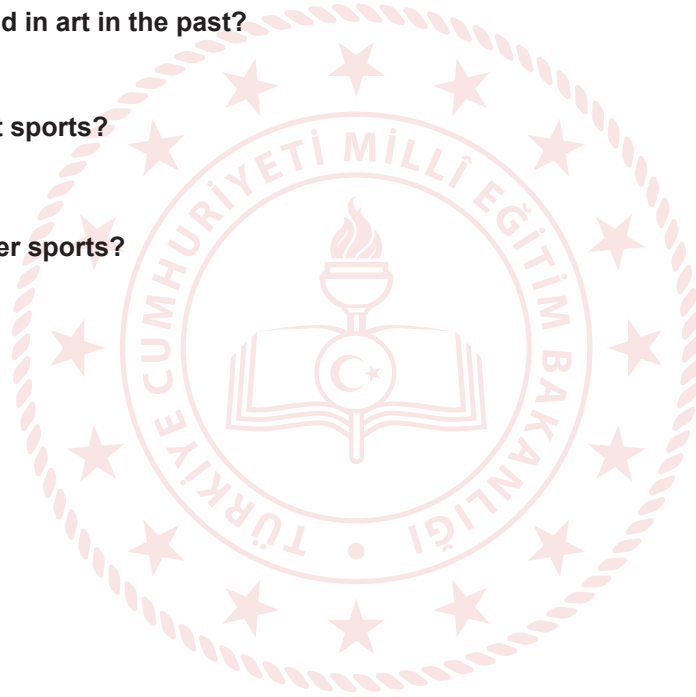 d in art in the past?
t sports?
er sports?
TÜRKİYE CUMHURİYETİ MİLLÎ EĞİTİM BAKANLIĞI